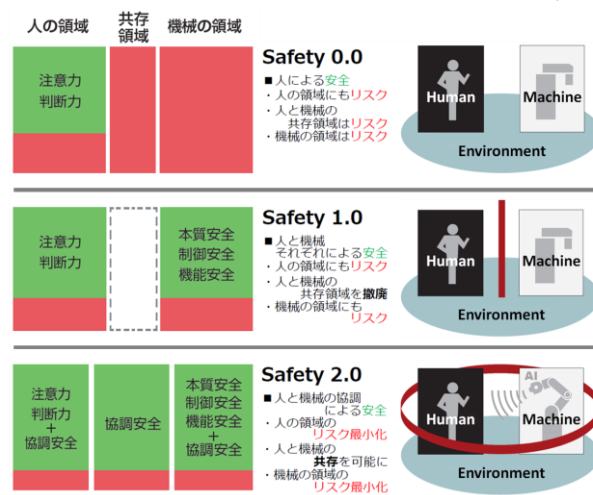 人の領域
共存
領域
機械の領域
注意力
判断力
Safety 0.0
■人による安全
・人の領域にもリスク
・人と機械の
共存領域はリスク
・機械の領域はリスク
Human
Machine
Environment
注意力
判断力
本質安全
制御安全
機能安全
Safety 1.0
■人と機械
それぞれによる安全
・人の領域にもリスク
・人と機械の
共存領域を撤廃
・機械の領域にも
リスク
Human
Machine
Environment
注意力
判断力
+
協調安全
協調安全
本質安全
制御安全
機能安全
+
協調安全
Safety 2.0
■人と機械の協調
による安全
・人の領域の
リスク最小化
・人と機械の
共存を可能に
・機械の領域の
リスク最小化
AI
Human
Machine
Environment